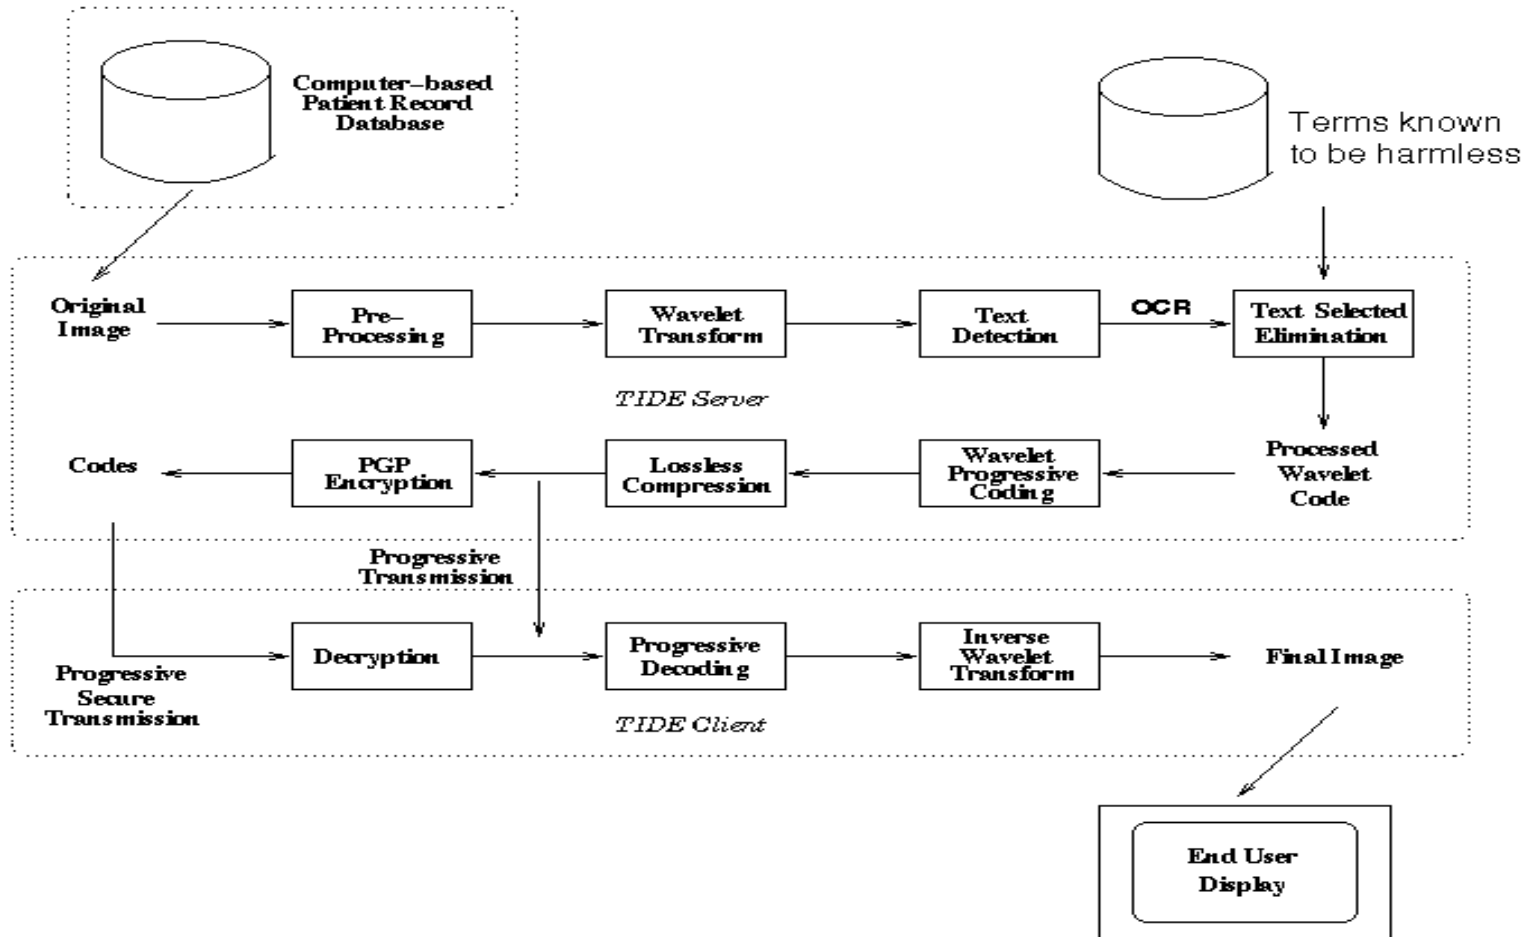 Computer-based
Patient Record
Database
Terms known
to be harmless
Original
Image
Pre-
Processing
Wavelet
Transform
Text
Detection
OCR
Text Selected
Elimination
TIDE Server
Codes
PGP
Encryption
Lossless
Compression
Wavelet
Progressive
Coding
Processed
Wavelet
Code
Progressive
Transmission
Progressive
Secure
Transmission
Decryption
Progressive
Decoding
Inverse
Wavelet
Transform
Final Image
TIDE Client
End User
Display